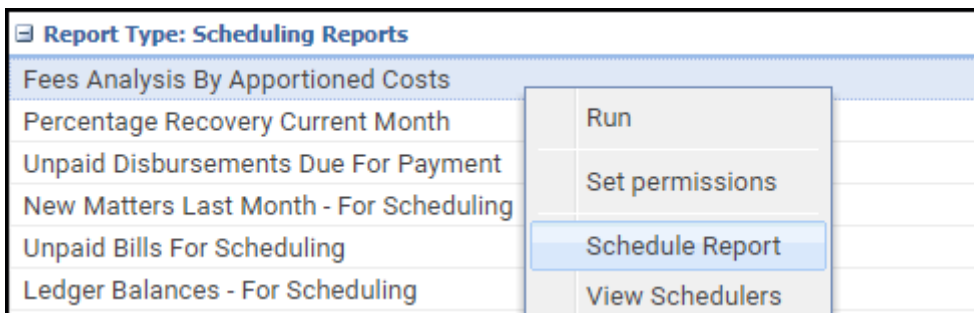 Report Type: Scheduling Reports
Fees Analysis By Apportioned Costs
Percentage Recovery Current Month
Unpaid Disbursements Due For Payment
New Matters Last Month - For Scheduling
Unpaid Bills For Scheduling
Ledger Balances - For Scheduling
Run
Set permissions
Schedule Report
View Schedulers